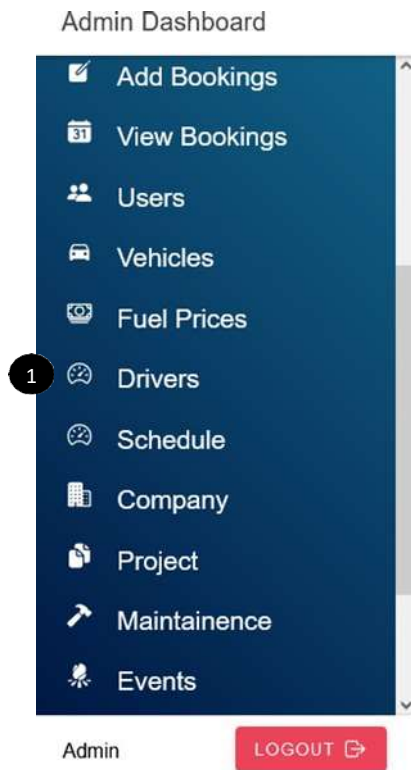 Admin Dashboard
Add Bookings
31 View Bookings
Users
Vehicles
Fuel Prices
1 Drivers
Schedule
Company
Project
Maintainence
Events
Admin LOGOUT